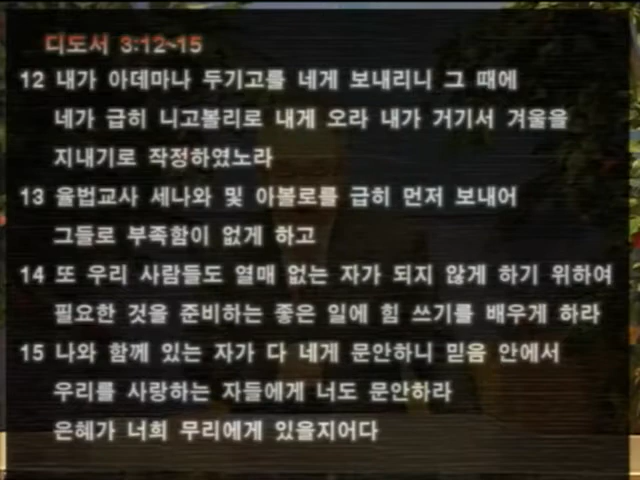 디도서 3:12~15
12 내가 아데마나 두기고를 네게 보내리니 그 때에
네가 급히 니고볼리로 내게 오라 내가 거기서 겨울을
지내기로 작정하였노라
13 율법교사 세나와 및 아볼로를 급히 먼저 보내어
그들로 부족함이 없게 하고
14 또 우리 사람들도 열매 없는 자가 되지 않게 하기 위하여
필요한 것을 준비하는 좋은 일에 힘 쓰기를 배우게 하라
15 나와 함께 있는 자가 다 네게 문안하니 믿음 안에서
우리를 사랑하는 자들에게 너도 문안하라
은혜가 너희 무리에게 있을지어다